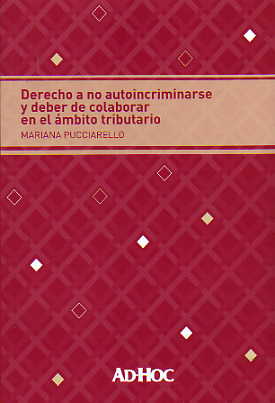 Derecho a no autoincriminarse
y deber de colaborar
en el ámbito tributario
MARIANA PUCCIARELLO
AD-HOC